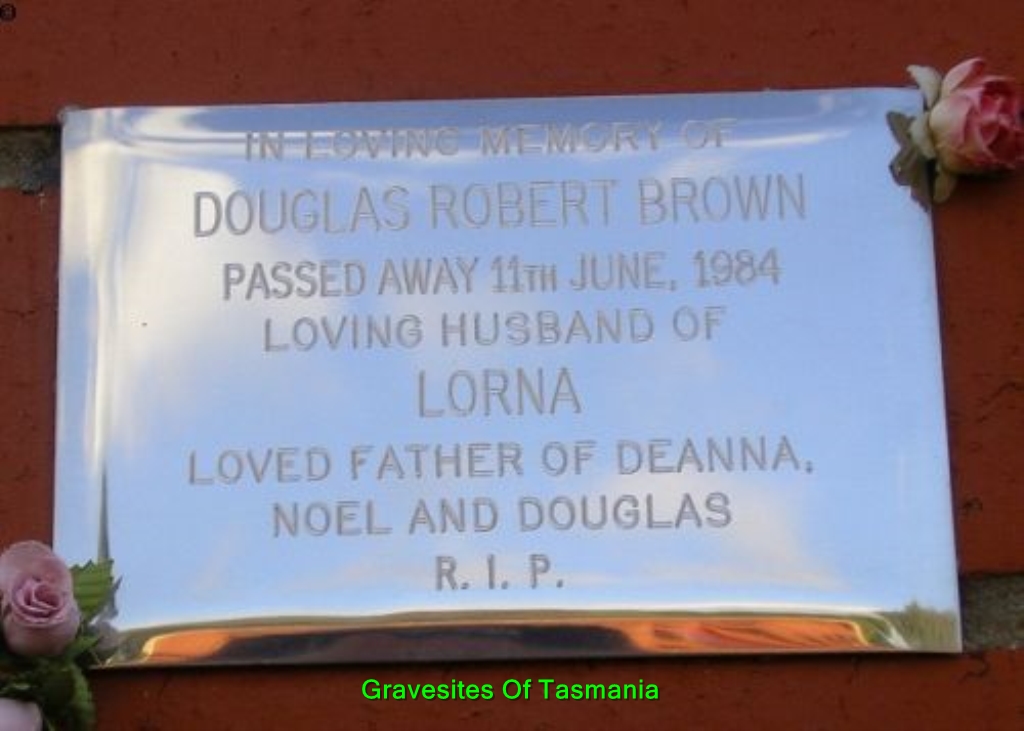 IN LOVING MEMORY OF
DOUGLAS ROBERT BROWN
PASSED AWAY 11TH JUNE, 1984
LOVING HUSBAND OF
LORNA
LOVED FATHER OF DEANNA,
NOEL AND DOUGLAS
R. I. P.
Gravesites Of Tasmania